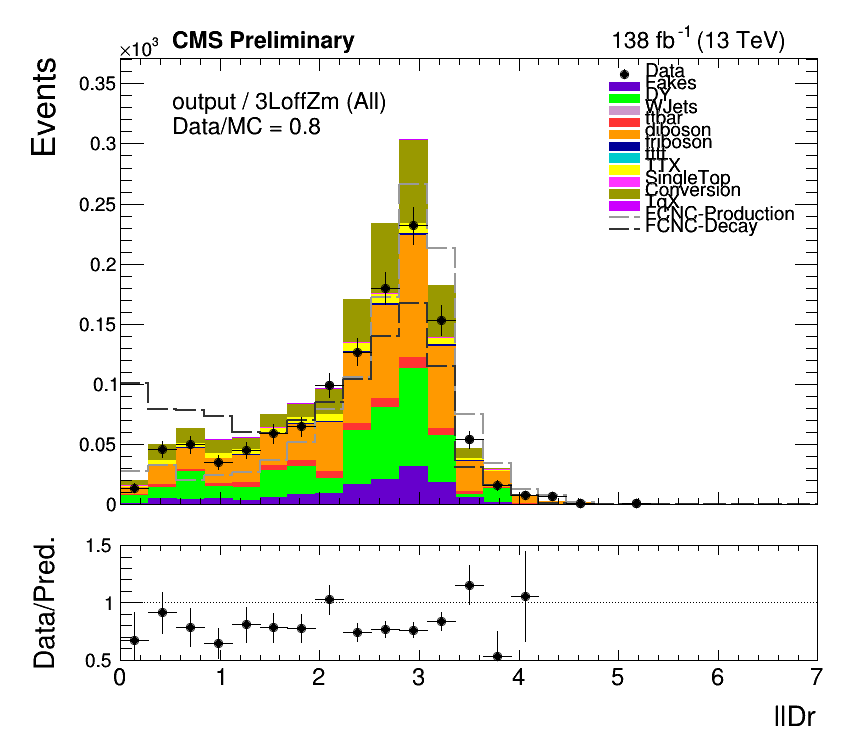 ×10³
CMS Preliminary
138 fb⁻¹ (13 TeV)
Events
output / 3LoffZm (All)
Data/MC = 0.8
Data
Fakes
DY
WJets
ttbar
diboson
triboson
tttt
TTX
SingleTop
Conversion
TqX
FCNC-Production
FCNC-Decay
0.35
0.3
0.25
0.2
0.15
0.1
0.05
0
Data/Pred.
1.5
1
0.5
0 1 2 3 4 5 6 7
llDr